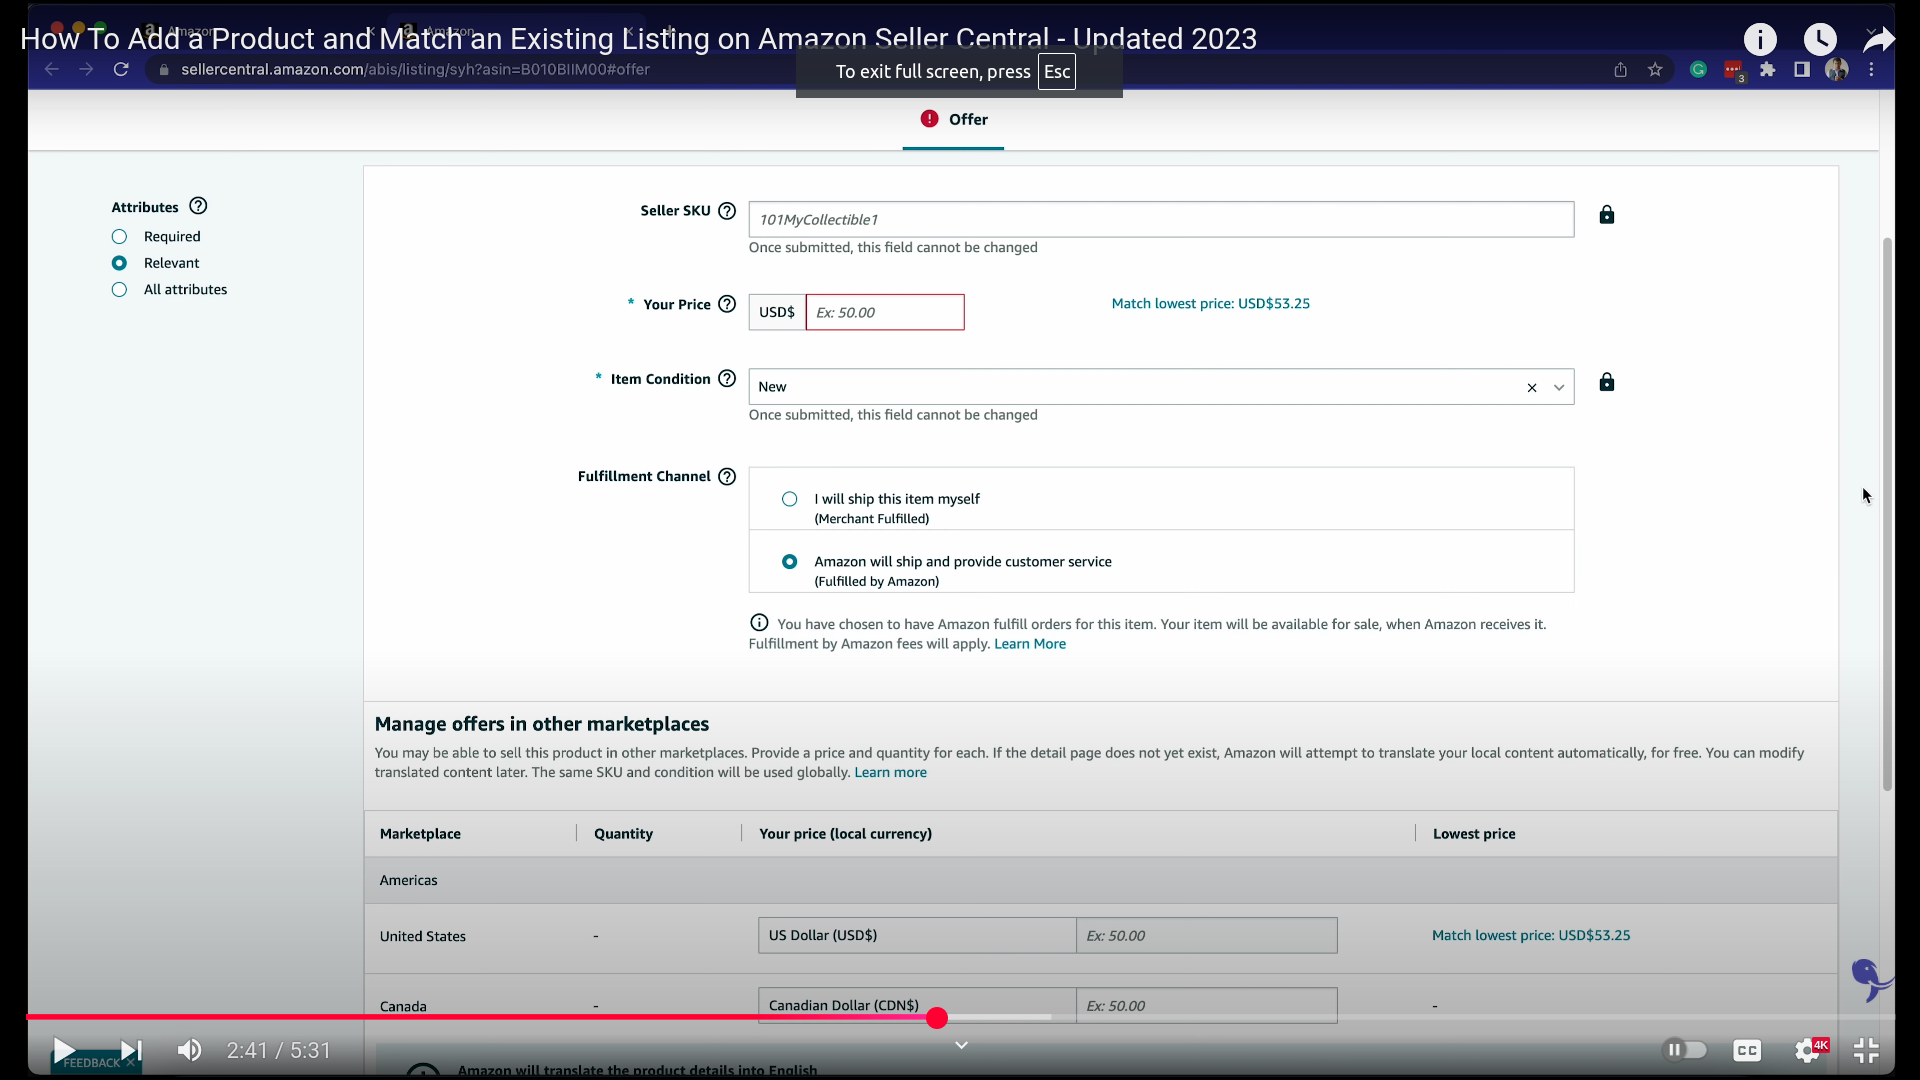 How To Add a Product and Match an Existing Listing on Amazon Seller Central - Updated 2023
Amazon
Amazon
sellercentral.amazon.com/abis/listing/syh?asin=B010BIIM00#offer
To exit full screen, press Esc
3
Offer
Attributes
Required
Relevant
All attributes
Seller SKU
101MyCollectible1
Once submitted, this field cannot be changed
* Your Price
USD$
Ex: 50.00
Match lowest price: USD$53.25
* Item Condition
New
Once submitted, this field cannot be changed
Fulfillment Channel
I will ship this item myself
(Merchant Fulfilled)
Amazon will ship and provide customer service
(Fulfilled by Amazon)
You have chosen to have Amazon fulfill orders for this item. Your item will be available for sale, when Amazon receives it.
Fulfillment by Amazon fees will apply. Learn More
Manage offers in other marketplaces
You may be able to sell this product in other marketplaces. Provide a price and quantity for each. If the detail page does not yet exist, Amazon will attempt to translate your local content automatically, for free. You can modify
translated content later. The same SKU and condition will be used globally. Learn more
Marketplace Quantity Your price (local currency) Lowest price
Americas
United States - US Dollar (USD$) Ex: 50.00 Match lowest price: USD$53.25
Canada - Canadian Dollar (CDN$) Ex: 50.00 -
2:41 / 5:31
FEEDBACK
CC
4K
Amazon will translate the product details into English